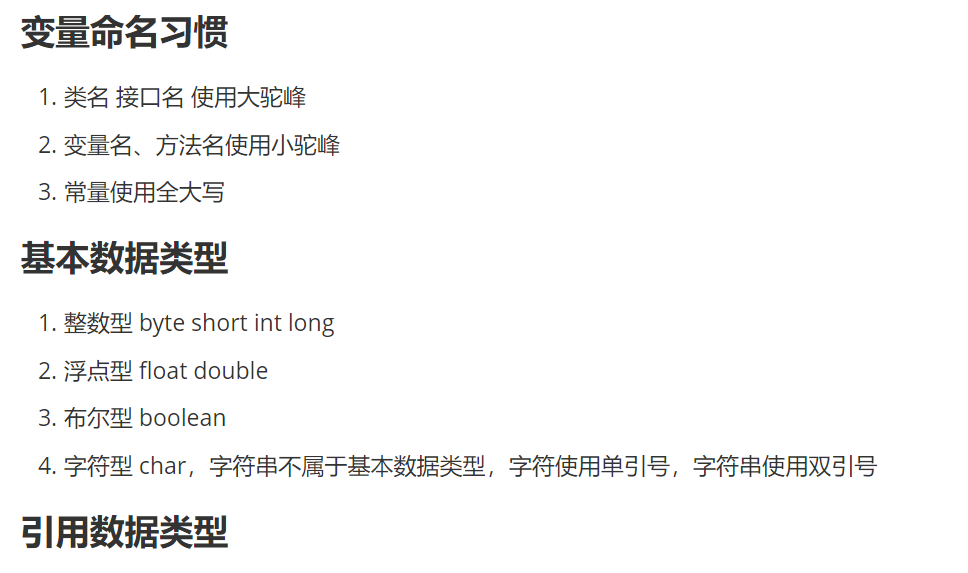 变量命名习惯
1. 类名 接口名 使用大驼峰
2. 变量名、方法名使用小驼峰
3. 常量使用全大写
基本数据类型
1. 整数型 byte short int long
2. 浮点型 float double
3. 布尔型 boolean
4. 字符型 char，字符串不属于基本数据类型，字符使用单引号，字符串使用双引号
引用数据类型